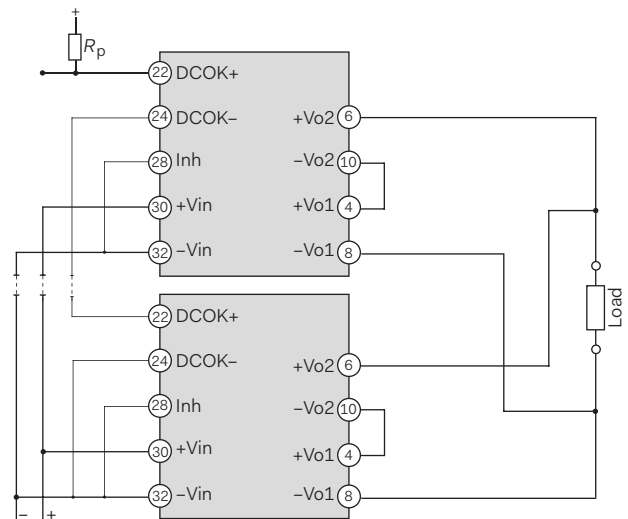 +
Rp
22 DCOK+
24 DCOK–
28 Inh
30 +Vin
32 –Vin
+Vo2 6
–Vo2 10
+Vo1 4
–Vo1 8
Load
22 DCOK+
24 DCOK–
28 Inh
30 +Vin
32 –Vin
+Vo2 6
–Vo2 10
+Vo1 4
–Vo1 8
– +